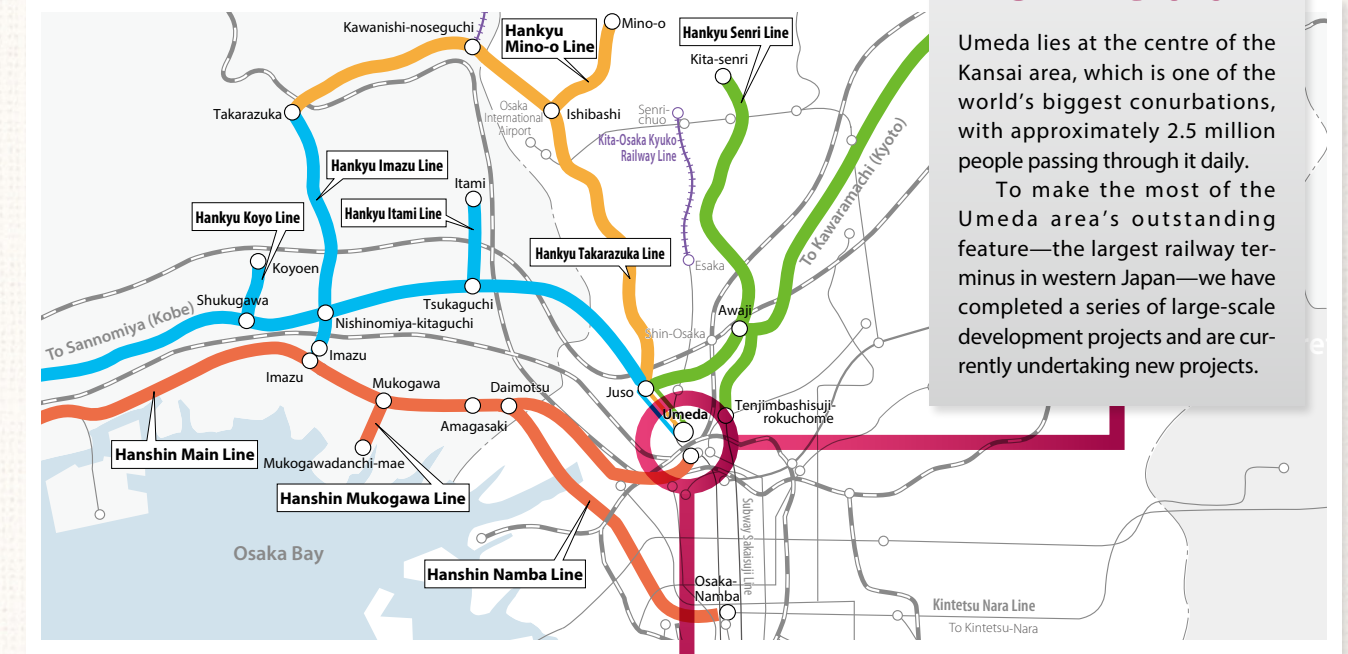 Kawanishi-noseguchi
Hankyu
Mino-o Line
Mino-o
Hankyu Senri Line
Kita-senri
Takarazuka
Osaka
International
Airport
Ishibashi
Senri-
chuo
Kita-Osaka Kyuko
Railway Line
To Kawaramachi (Kyoto)
Hankyu Imazu Line
Itami
Hankyu Koyo Line
Hankyu Itami Line
Hankyu Takarazuka Line
Esaka
Koyoen
Shukugawa
Tsukaguchi
Awaji
To Sannomiya (Kobe)
Nishinomiya-kitaguchi
Shin-Osaka
Imazu
Imazu
Mukogawa
Daimotsu
Juso
Umeda
Tenjimbashisuji-
rokuchome
Amagasaki
Hanshin Main Line
Mukogawadanchi-mae
Hanshin Mukogawa Line
Subway Sakaisuji Line
Osaka Bay
Hanshin Namba Line
Osaka-
Namba
Kintetsu Nara Line
To Kintetsu-Nara
Umeda lies at the centre of the
Kansai area, which is one of the
world's biggest conurbations,
with approximately 2.5 million
people passing through it daily.
To make the most of the
Umeda area's outstanding
feature—the largest railway ter-
minus in western Japan—we have
completed a series of large-scale
development projects and are cur-
rently undertaking new projects.